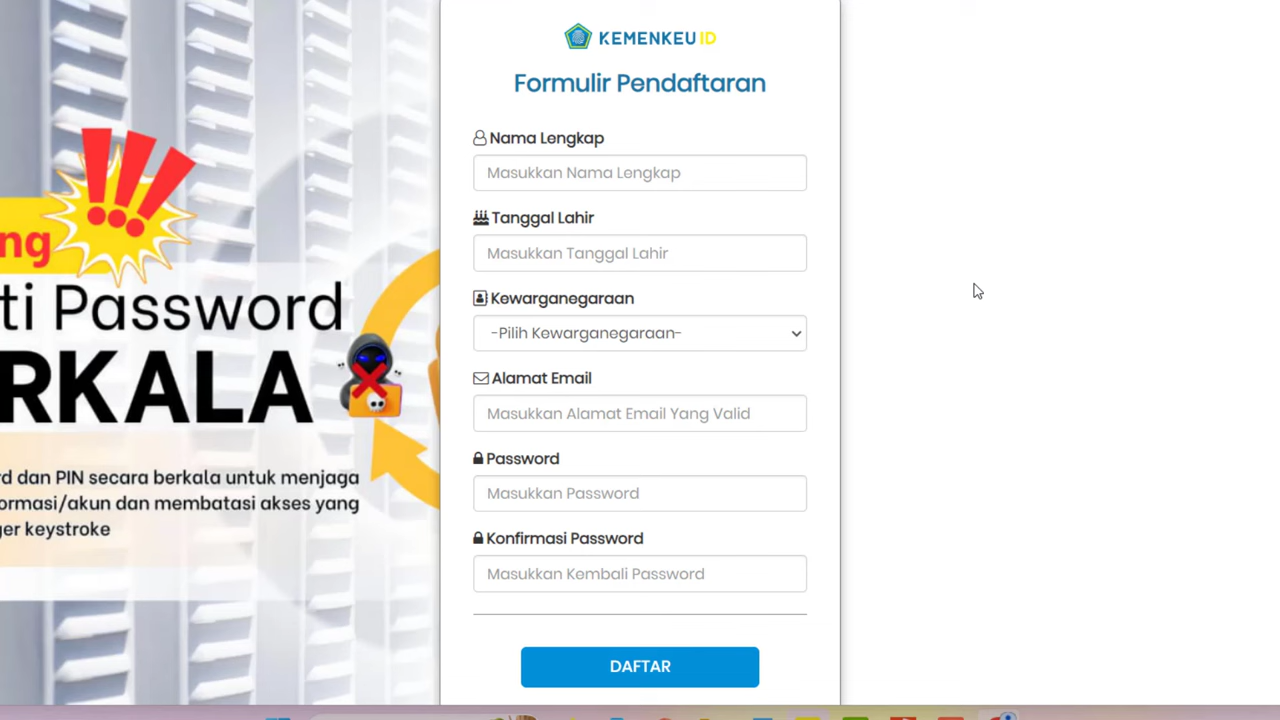 KEMENKEU ID
Formulir Pendaftaran
Nama Lengkap
Masukkan Nama Lengkap
Tanggal Lahir
Masukkan Tanggal Lahir
Kewarganegaraan
-Pilih Kewarganegaraan-
Alamat Email
Masukkan Alamat Email Yang Valid
Password
Masukkan Password
Konfirmasi Password
Masukkan Kembali Password
DAFTAR
ng
ti Password
RKALA
rd dan PIN secara berkala untuk menjaga
ormasi/akun dan membatasi akses yang
ger keystroke